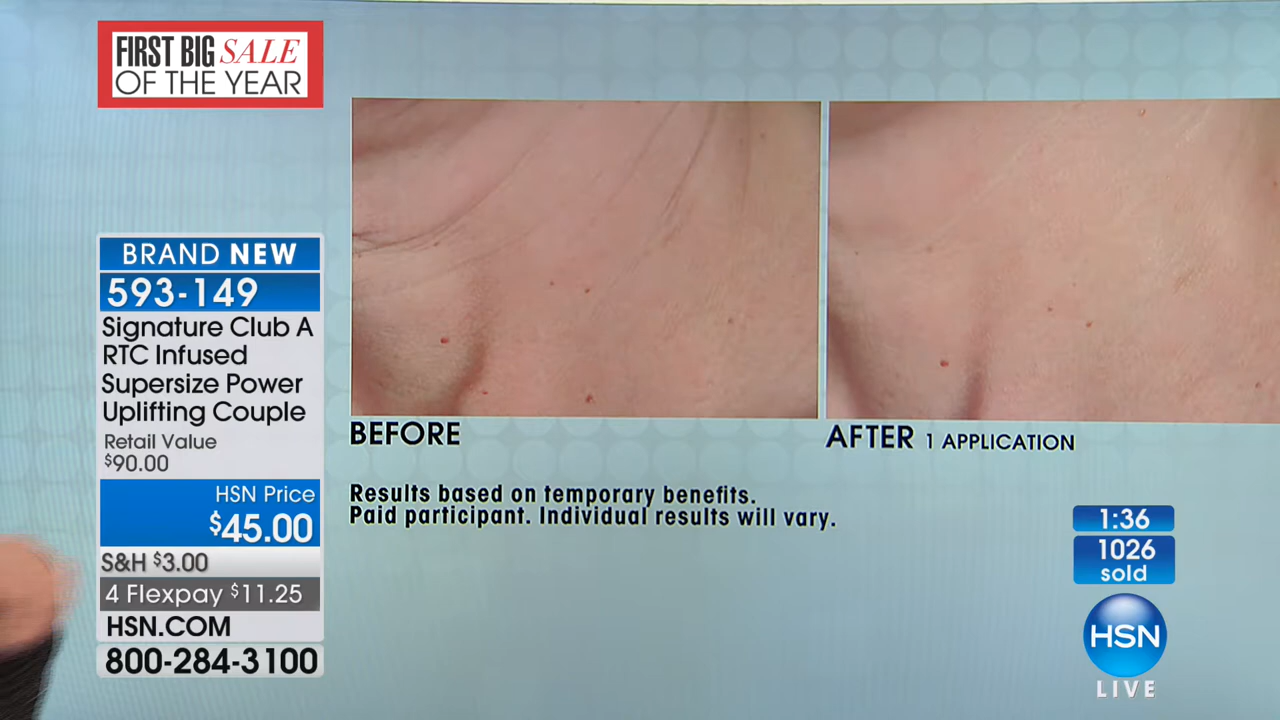 FIRST BIG SALE
OF THE YEAR
BRAND NEW
593-149
Signature Club A
RTC Infused
Supersize Power
Uplifting Couple
Retail Value
$90.00
HSN Price
$45.00
S&H $3.00
4 Flexpay $11.25
HSN.COM
800-284-3100
BEFORE
AFTER 1 APPLICATION
Results based on temporary benefits.
Paid participant. Individual results will vary.
1:36
1026
sold
HSN
LIVE